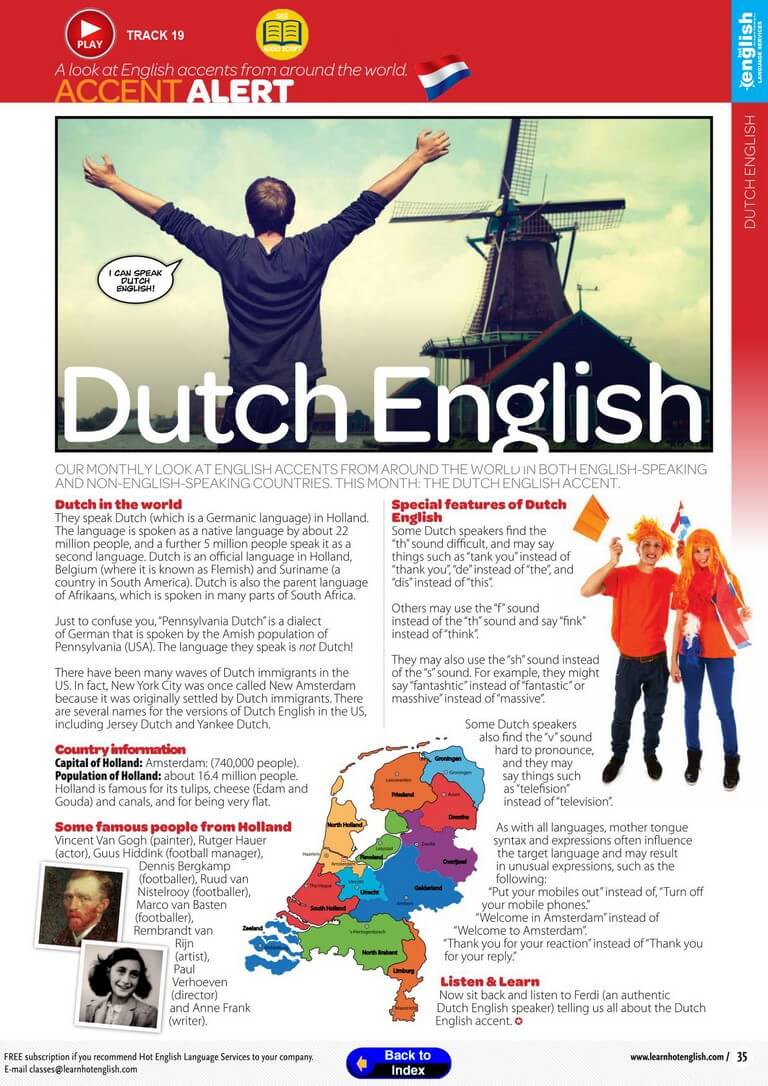 PLAY
TRACK 19
SEE
AUDIO SCRIPT
A look at English accents from around the world.
ACCENT ALERT
hot english
LANGUAGE SERVICES
DUTCH ENGLISH
I CAN SPEAK
DUTCH
ENGLISH!
Dutch English
OUR MONTHLY LOOK AT ENGLISH ACCENTS FROM AROUND THE WORLD IN BOTH ENGLISH-SPEAKING
AND NON-ENGLISH-SPEAKING COUNTRIES. THIS MONTH: THE DUTCH ENGLISH ACCENT.
Dutch in the world
They speak Dutch (which is a Germanic language) in Holland.
The language is spoken as a native language by about 22
million people, and a further 5 million people speak it as a
second language. Dutch is an official language in Holland,
Belgium (where it is known as Flemish) and Suriname (a
country in South America). Dutch is also the parent language
of Afrikaans, which is spoken in many parts of South Africa.
Just to confuse you, "Pennsylvania Dutch" is a dialect
of German that is spoken by the Amish population of
Pennsylvania (USA). The language they speak is not Dutch!
There have been many waves of Dutch immigrants in the
US. In fact, New York City was once called New Amsterdam
because it was originally settled by Dutch immigrants. There
are several names for the versions of Dutch English in the US,
including Jersey Dutch and Yankee Dutch.
Country information
Capital of Holland: Amsterdam: (740,000 people).
Population of Holland: about 16.4 million people.
Holland is famous for its tulips, cheese (Edam and
Gouda) and canals, and for being very flat.
Some famous people from Holland
Vincent Van Gogh (painter), Rutger Hauer
(actor), Guus Hiddink (football manager),
Dennis Bergkamp
(footballer), Ruud van
Nistelrooy (footballer),
Marco van Basten
(footballer),
Rembrandt van
Rijn
(artist),
Paul
Verhoeven
(director)
and Anne Frank
(writer).
Special features of Dutch
English
Some Dutch speakers find the
"th" sound difficult, and may say
things such as "tank you" instead of
"thank you", "de" instead of "the", and
"dis" instead of "this".
Others may use the "f" sound
instead of the "th" sound and say "fink"
instead of "think".
They may also use the "sh" sound instead
of the "s" sound. For example, they might
say "fantashtic" instead of "fantastic" or
masshive" instead of "massive".
Some Dutch speakers
also find the "v" sound
hard to pronounce,
and they may
say things such
as "telefision"
instead of "television".
As with all languages, mother tongue
syntax and expressions often influence
the target language and may result
in unusual expressions, such as the
following:
"Put your mobiles out" instead of, "Turn off
your mobile phones."
"Welcome in Amsterdam" instead of
"Welcome to Amsterdam".
"Thank you for your reaction" instead of "Thank you
for your reply."
Listen & Learn
Now sit back and listen to Ferdi (an authentic
Dutch English speaker) telling us all about the Dutch
English accent.
Groningen
Groningen
Leeuwarden
Friesland
Assen
Drenthe
North Holland
Lelystad
Flevoland
Zwolle
Overijssel
Haarlem
Amsterdam
The Hague
Utrecht
Utrecht
Gelderland
Arnhem
South Holland
's-Hertogenbosch
Zeeland
Middelburg
North Brabant
Limburg
Maastricht
FREE subscription if you recommend Hot English Language Services to your company.
E-mail classes@learnhotenglish.com
Back to
Index
www.learnhotenglish.com / 35